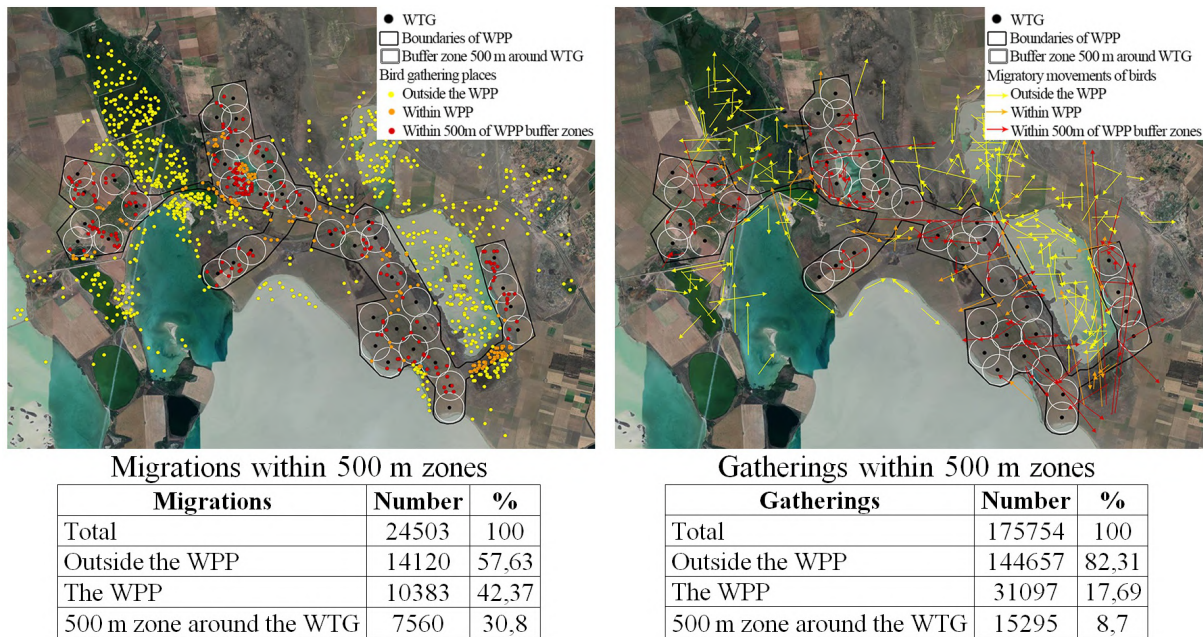 WTG
Boundaries of WPP
Buffer zone 500 m around WTG
Bird gathering places
Outside the WPP
Within WPP
Within 500m of WPP buffer zones
WTG
Boundaries of WPP
Buffer zone 500 m around WTG
Migratory movements of birds
Outside the WPP
Within WPP
Within 500m of WPP buffer zones
Migrations within 500 m zones
Migrations Number %
Total 24503 100
Outside the WPP 14120 57,63
The WPP 10383 42,37
500 m zone around the WTG 7560 30,8
Gatherings within 500 m zones
Gatherings Number %
Total 175754 100
Outside the WPP 144657 82,31
The WPP 31097 17,69
500 m zone around the WTG 15295 8,7